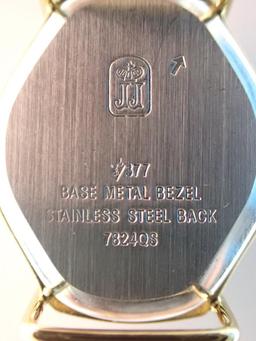 JJ
377
BASE METAL BEZEL
STAINLESS STEEL BACK
7824QS